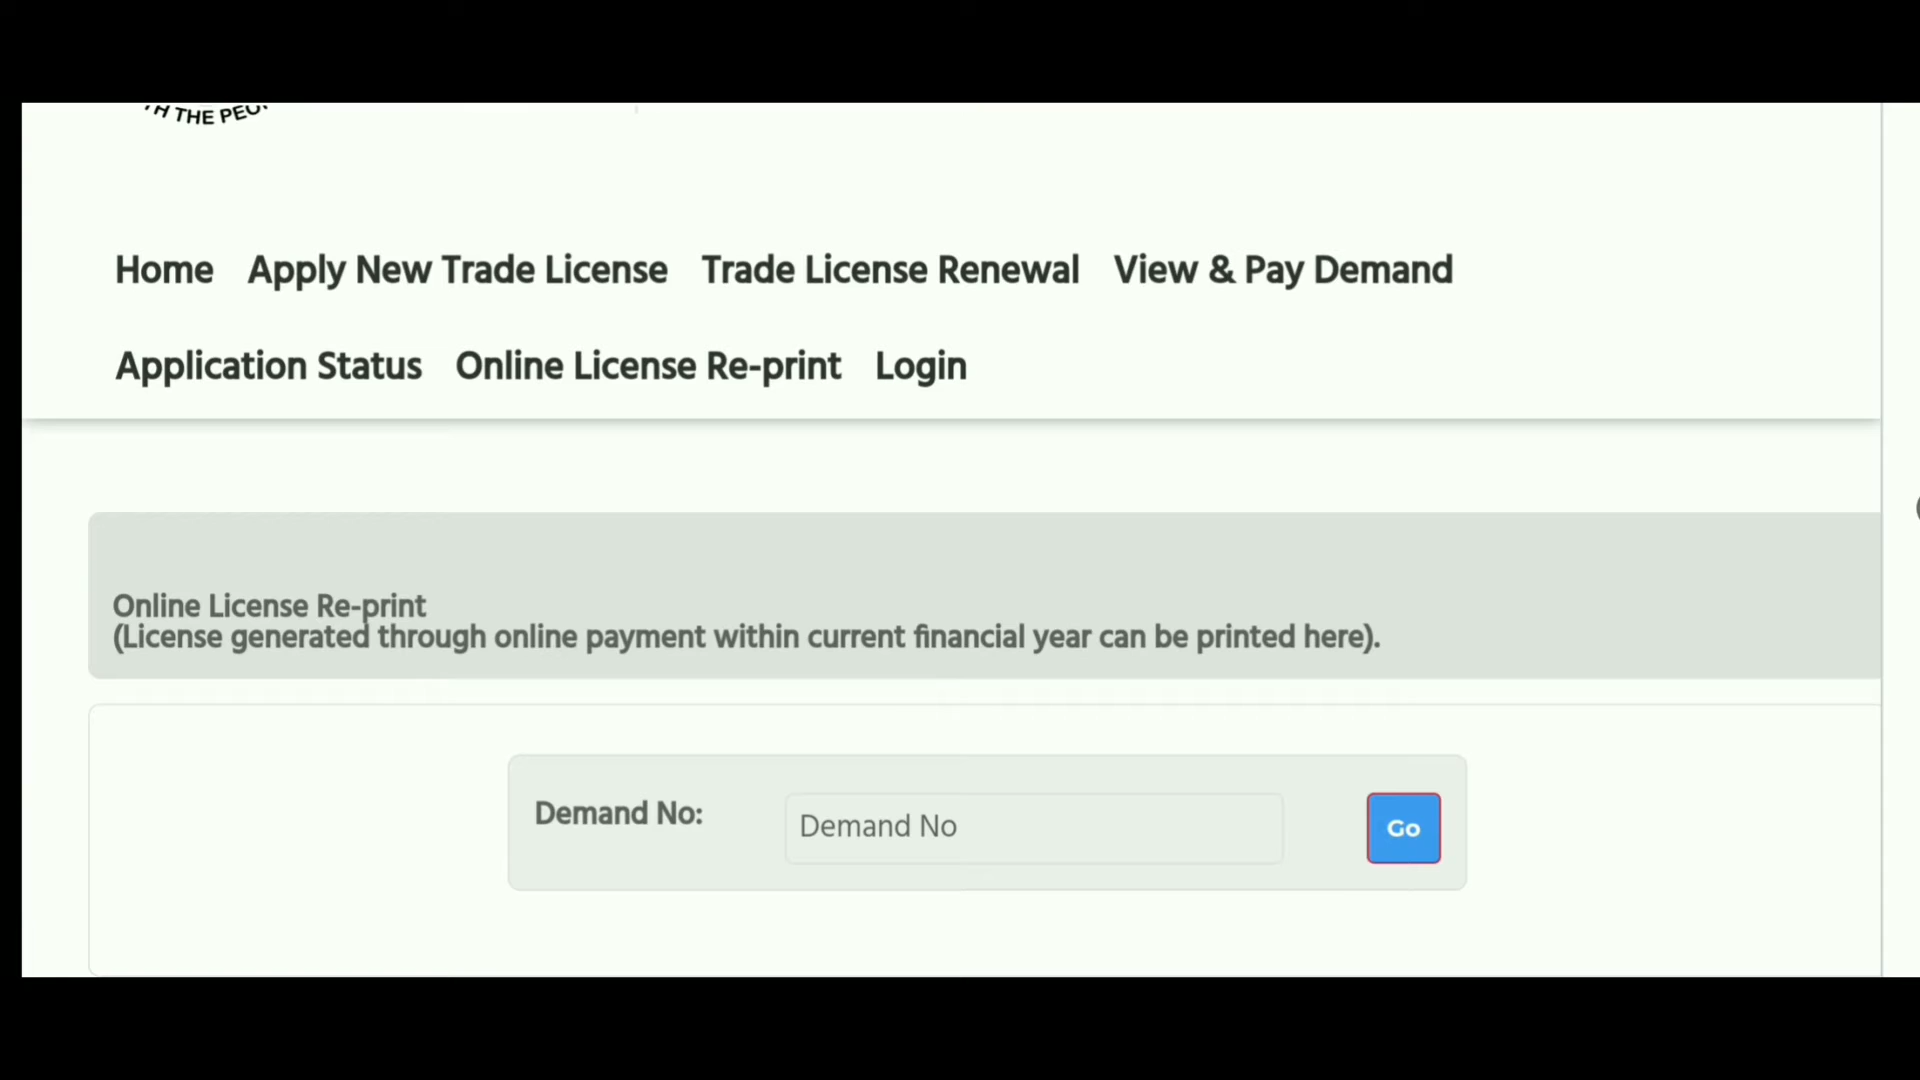 TH THE
Home Apply New Trade License Trade License Renewal View & Pay Demand
Application Status Online License Re-print Login
Online License Re-print
(License generated through online payment within current financial year can be printed here).
Demand No: Demand No Go